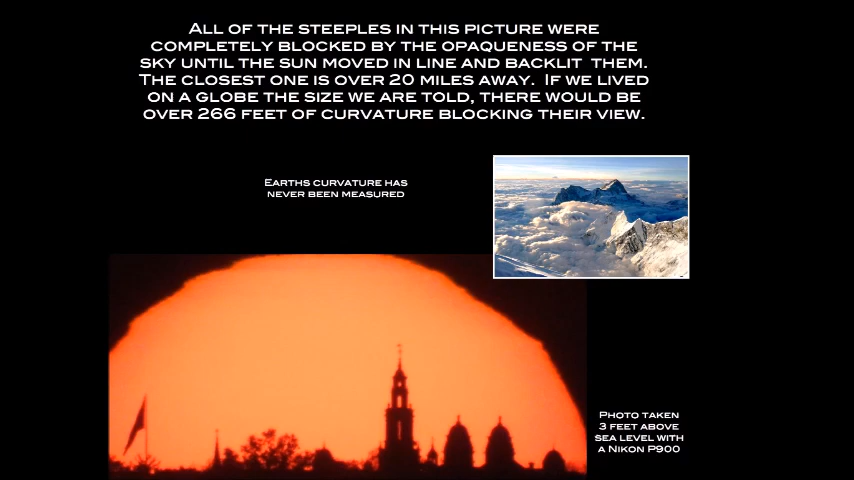 All of the steeples in this picture were
completely blocked by the opaqueness of the
sky until the sun moved in line and backlit them.
The closest one is over 20 miles away. If we lived
on a globe the size we are told, there would be
over 266 feet of curvature blocking their view.
Earths curvature has
never been measured
Photo taken
3 feet above
sea level with
a Nikon P900